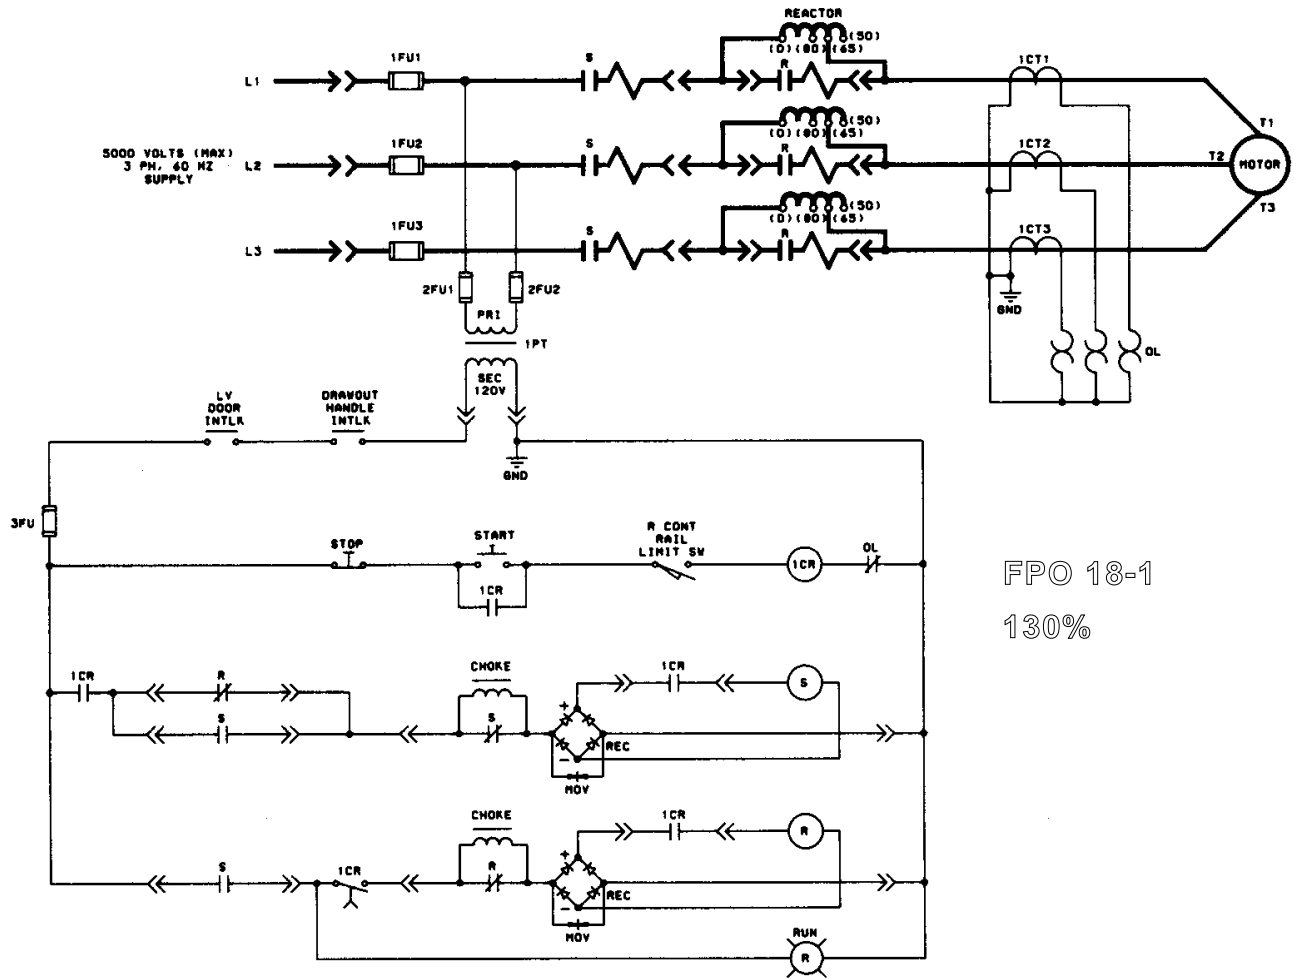 REACTOR
(50)
(0) (80) (65)
1FU1
S
R
1CT1
L1
T1
(50)
(0) (80) (65)
5000 VOLTS (MAX)
3 PH, 60 HZ
SUPPLY
1FU2
S
R
1CT2
L2
T2
MOTOR
T3
(50)
(0) (80) (65)
1FU3
S
R
1CT3
L3
2FU1
2FU2
GND
PRI
1PT
OL
SEC
120V
LV
DOOR
INTLK
DRAWOUT
HANDLE
INTLK
GND
3FU
STOP
START
R CONT
RAIL
LIMIT SW
1CR
OL
1CR
FPO 18-1
130%
1CR
R
S
CHOKE
S
+
-
REC
MOV
1CR
S
CHOKE
S
1CR
R
+
-
REC
MOV
1CR
R
RUN
R